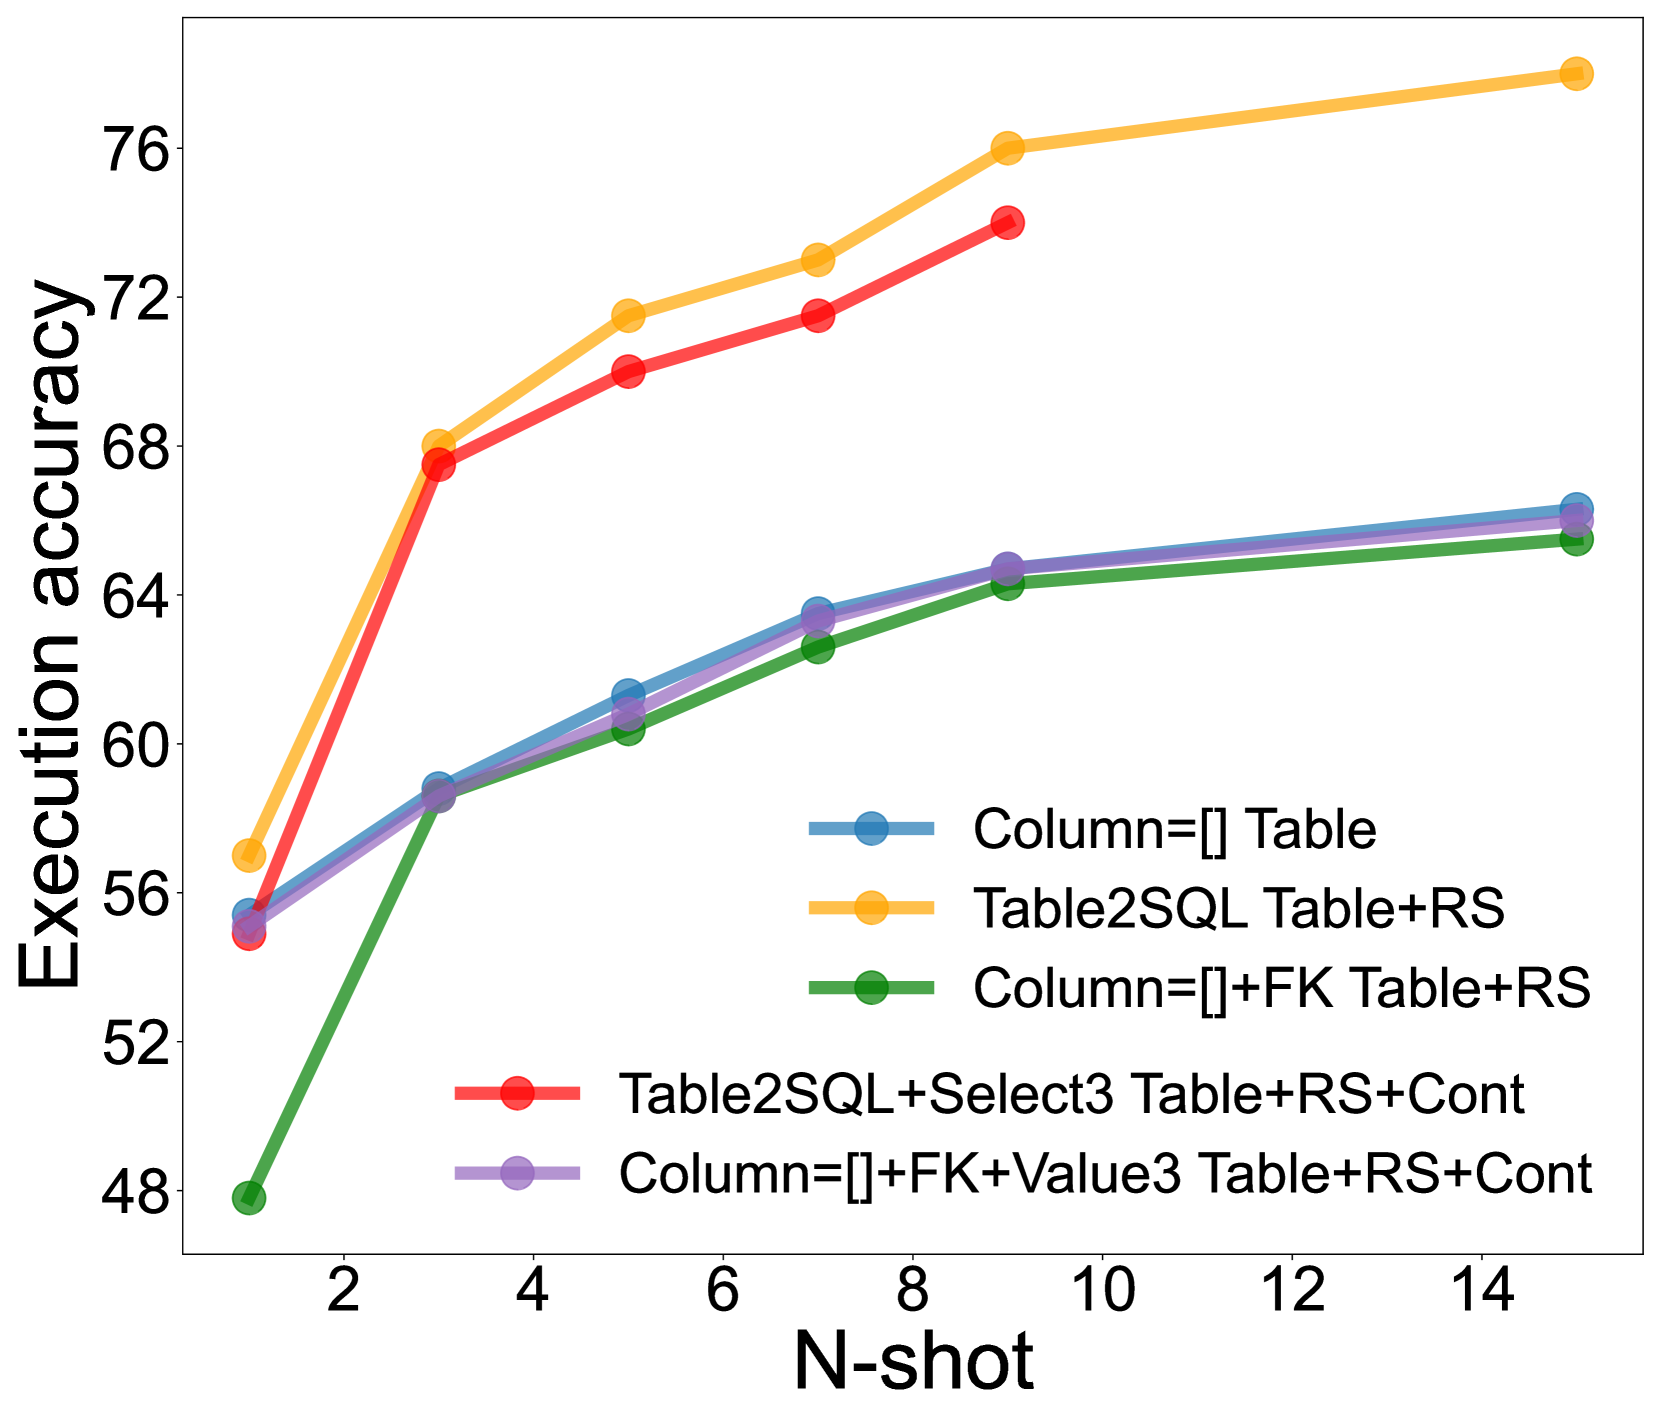 Execution accuracy
76
72
68
64
60
56
52
48
Column=[] Table
Table2SQL Table+RS
Column=[]+FK Table+RS
Table2SQL+Select3 Table+RS+Cont
Column=[]+FK+Value3 Table+RS+Cont
2 4 6 8 10 12 14
N-shot